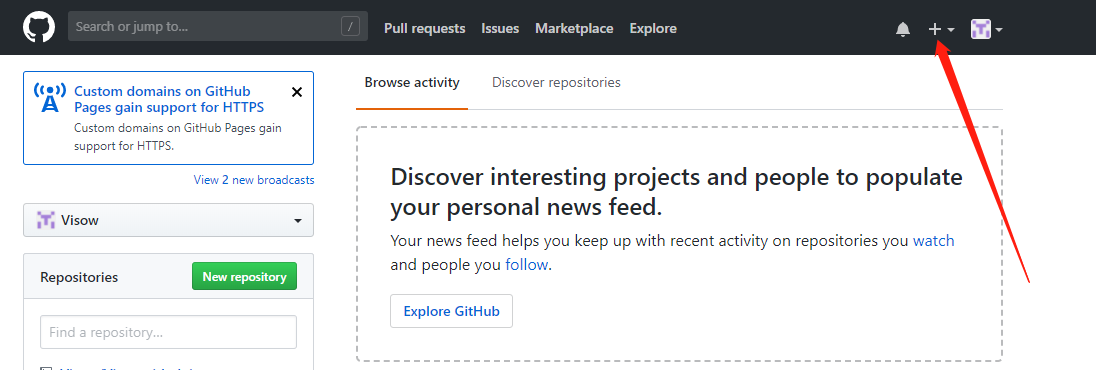 Search or jump to...
/
Pull requests Issues Marketplace Explore
Custom domains on GitHub
Pages gain support for HTTPS
Custom domains on GitHub Pages gain
support for HTTPS.
View 2 new broadcasts
Visow
Repositories
New repository
Find a repository...
Browse activity
Discover repositories
Discover interesting projects and people to populate
your personal news feed.
Your news feed helps you keep up with recent activity on repositories you watch
and people you follow.
Explore GitHub